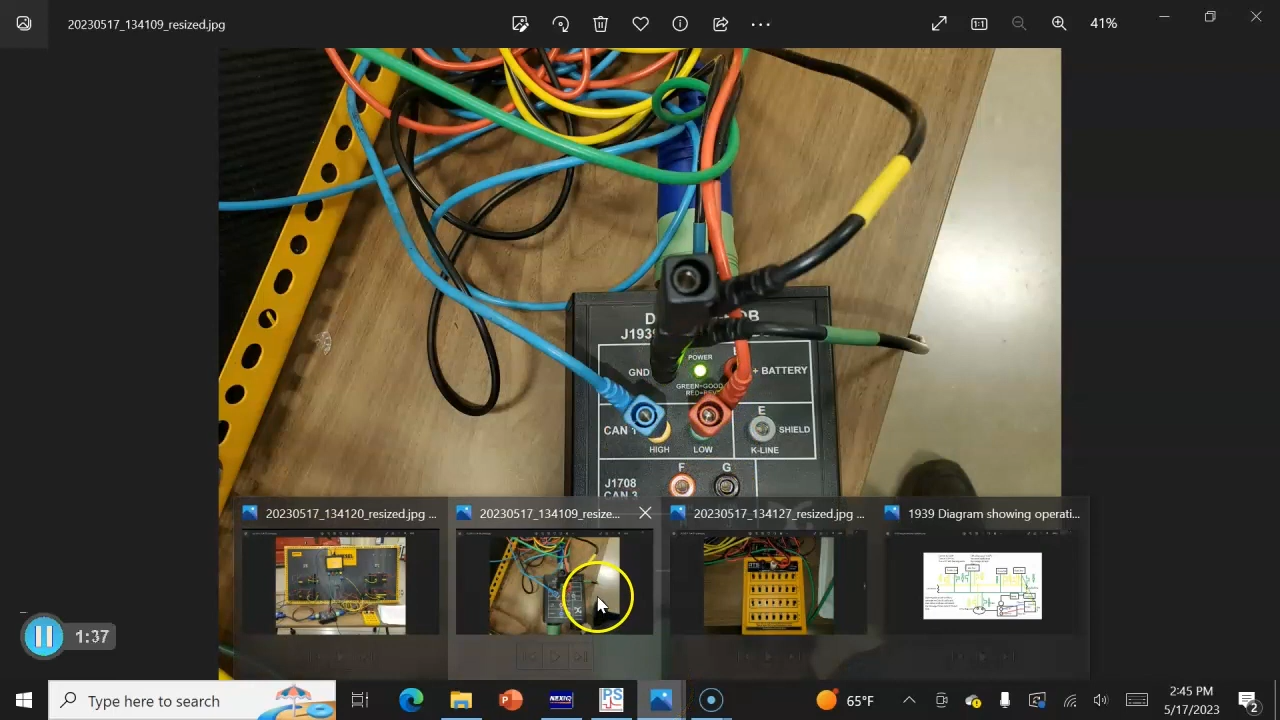 20230517_134109_resized.jpg
41%
J1939
GND
POWER
+ BATTERY
GREEN=GOOD
CAN 1
E
SHIELD
HIGH
LOW
K-LINE
J1708
CAN 3
F
G
20230517_134120_resized.jpg ...
20230517_134109_resize...
20230517_134127_resized.jpg ...
1939 Diagram showing operati...
1:37
Type here to search
65°F
2:45 PM
5/17/2023
2